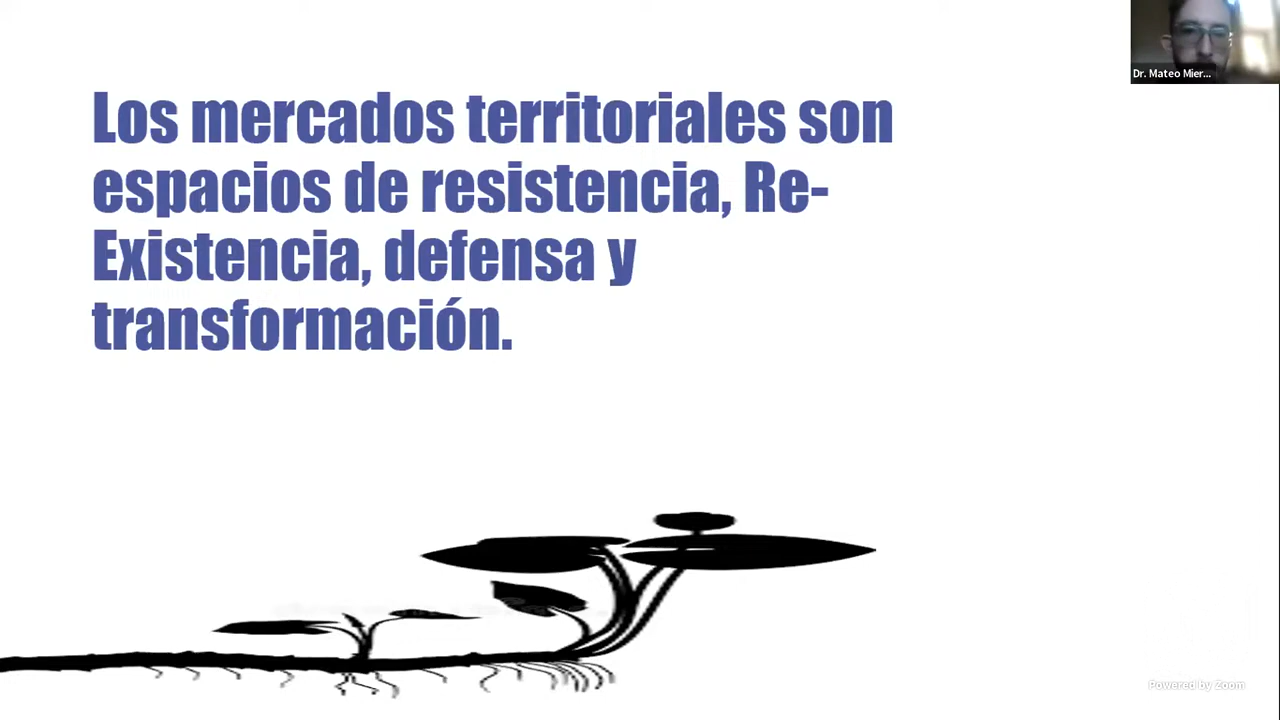 Dr. Mateo Mier...
Los mercados territoriales son
espacios de resistencia, Re-
Existencia, defensa y
transformación.
Powered by Zoom